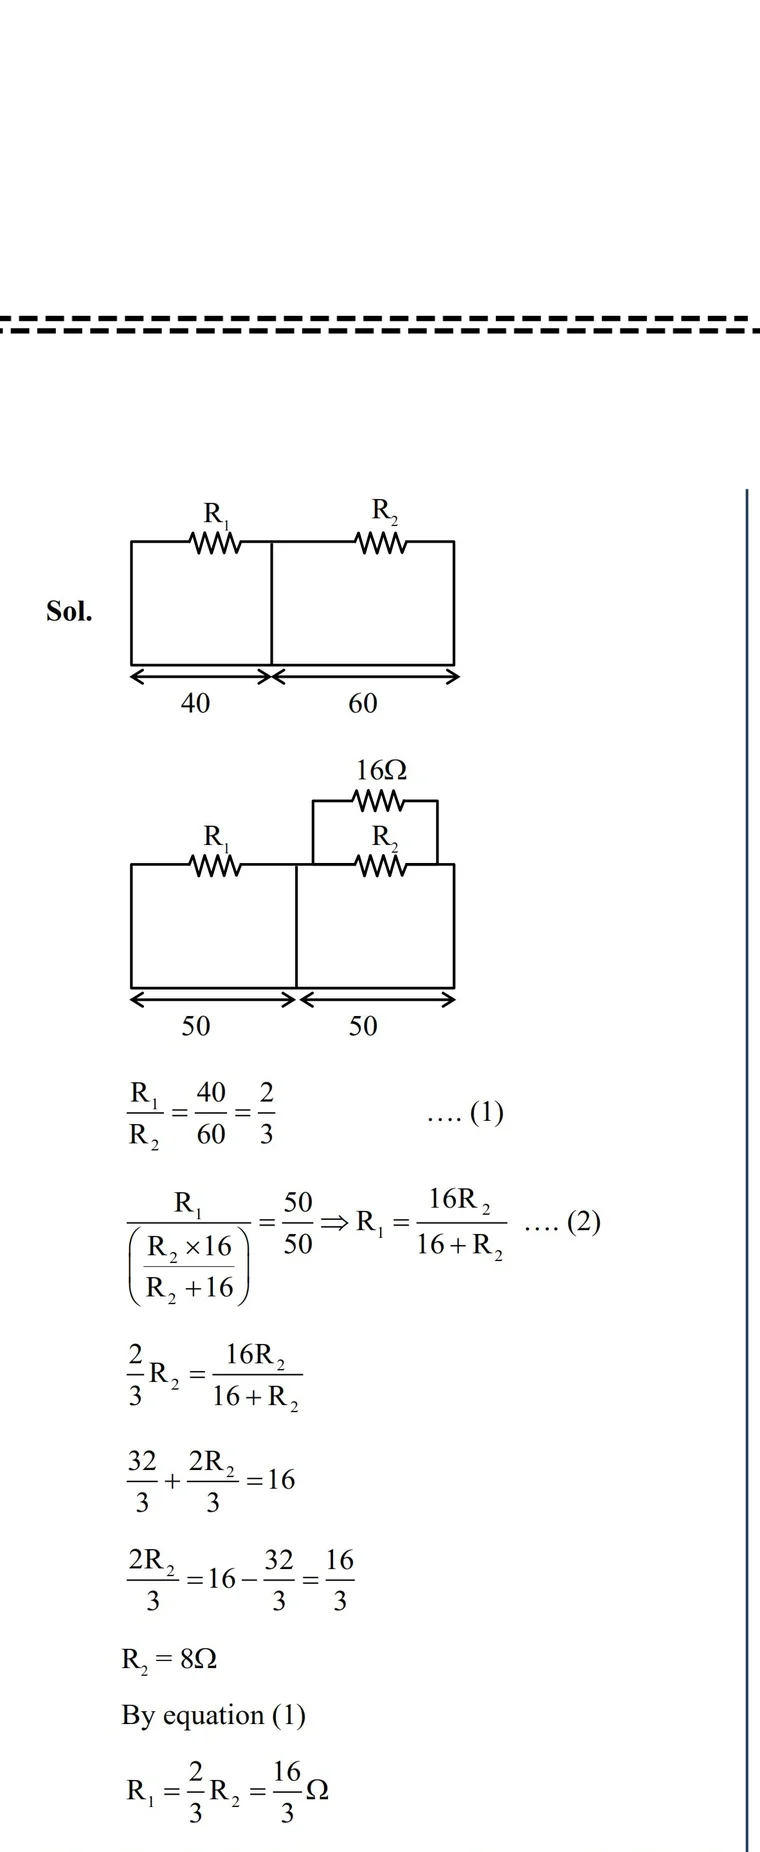 R₁ R₂
Sol.
40 60
16Ω
R₁ R₂
50 50
R₁/R₂ = 40/60 = 2/3 …. (1)
R₁/((R₂ × 16)/(R₂ + 16)) = 50/50 ⇒ R₁ = 16R₂/(16 + R₂) …. (2)
2/3 R₂ = 16R₂/(16 + R₂)
32/3 + 2R₂/3 = 16
2R₂/3 = 16 − 32/3 = 16/3
R₂ = 8Ω
By equation (1)
R₁ = 2/3 R₂ = 16/3 Ω